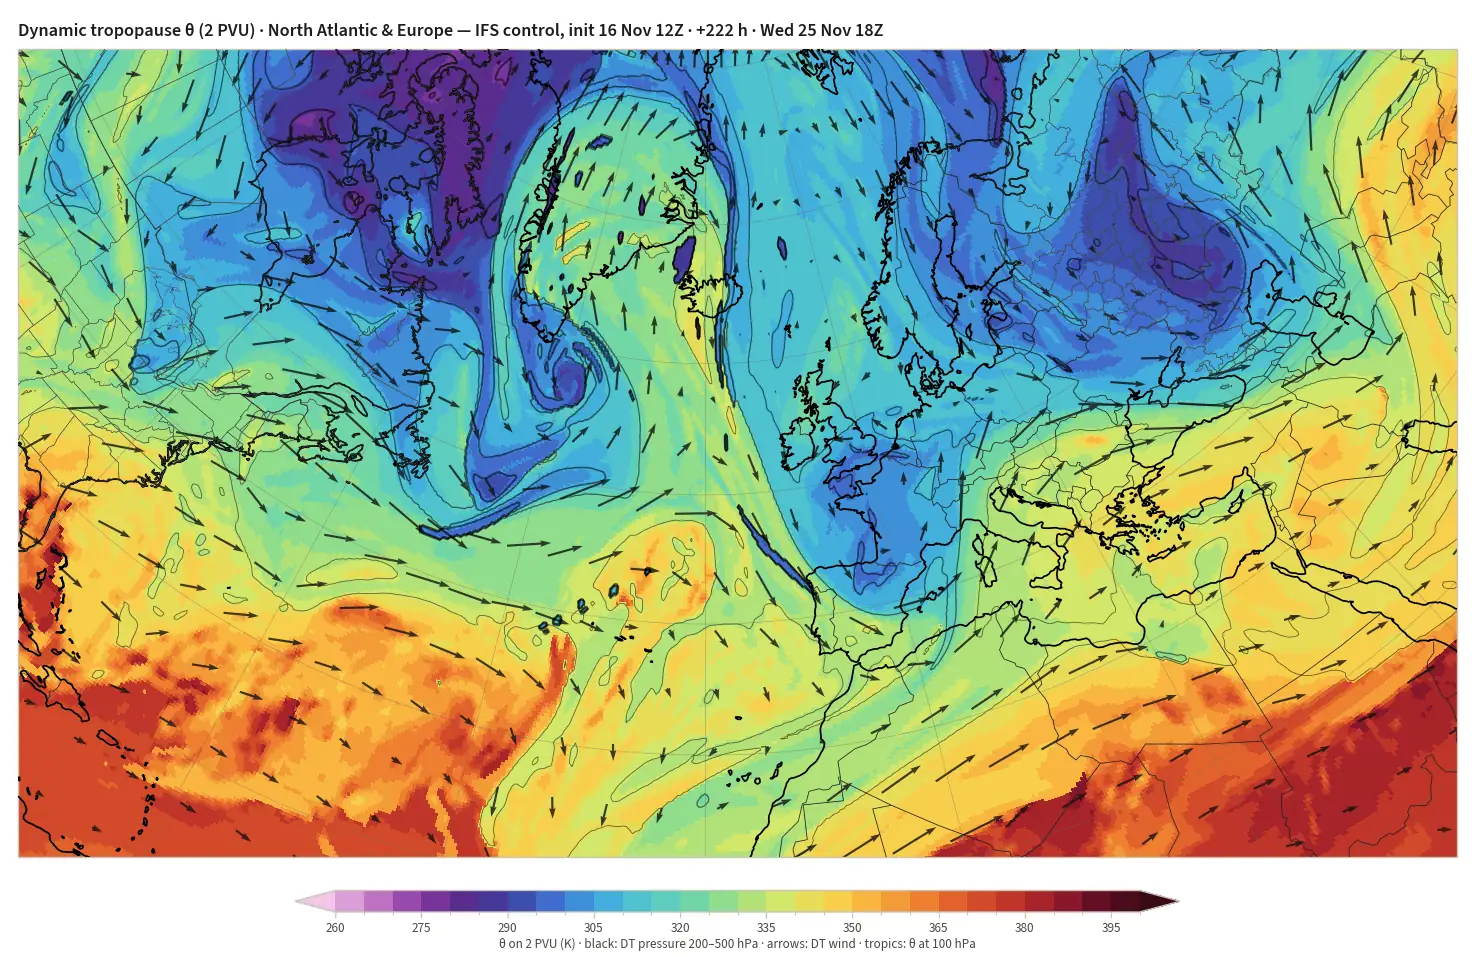 Dynamic tropopause θ (2 PVU) · North Atlantic & Europe — IFS control, init 16 Nov 12Z · +222 h · Wed 25 Nov 18Z
260 275 290 305 320 335 350 365 380 395
θ on 2 PVU (K) · black: DT pressure 200–500 hPa · arrows: DT wind · tropics: θ at 100 hPa